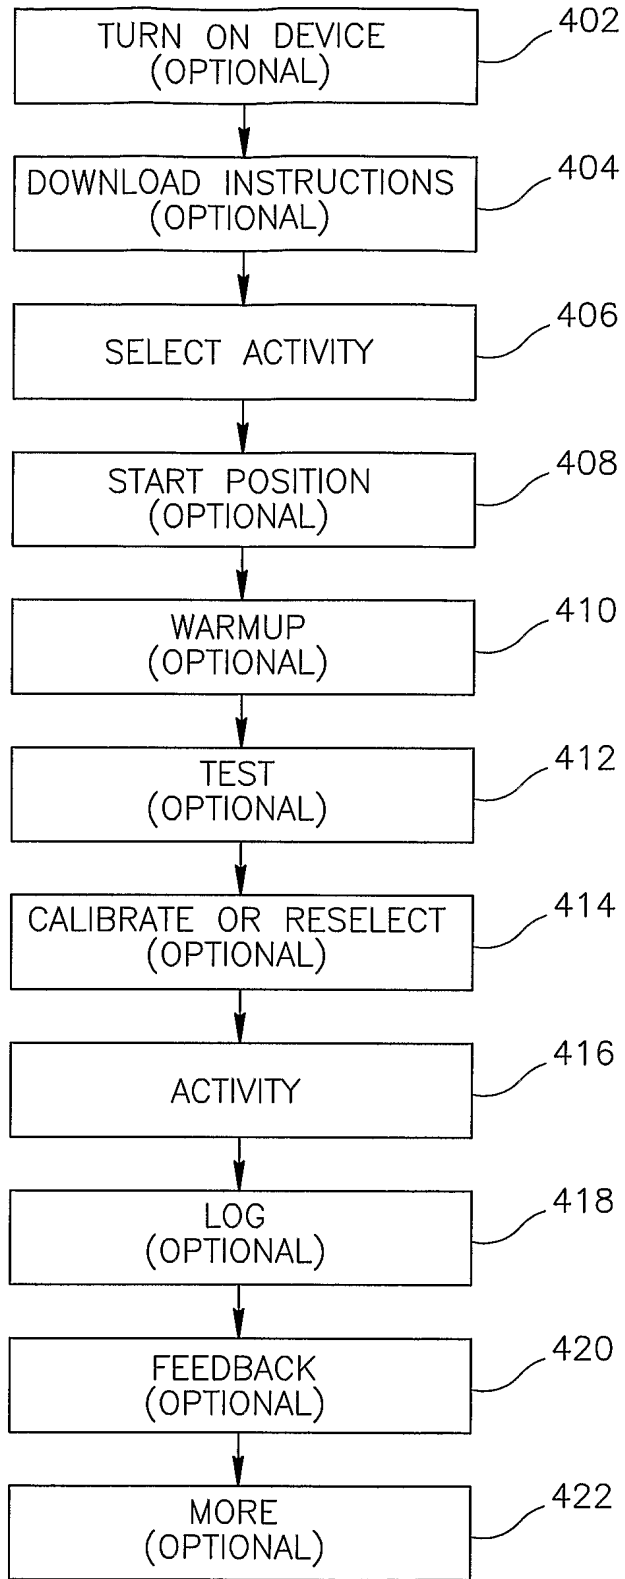 TURN ON DEVICE
(OPTIONAL)
402
DOWNLOAD INSTRUCTIONS
(OPTIONAL)
404
SELECT ACTIVITY
406
START POSITION
(OPTIONAL)
408
WARMUP
(OPTIONAL)
410
TEST
(OPTIONAL)
412
CALIBRATE OR RESELECT
(OPTIONAL)
414
ACTIVITY
416
LOG
(OPTIONAL)
418
FEEDBACK
(OPTIONAL)
420
MORE
(OPTIONAL)
422